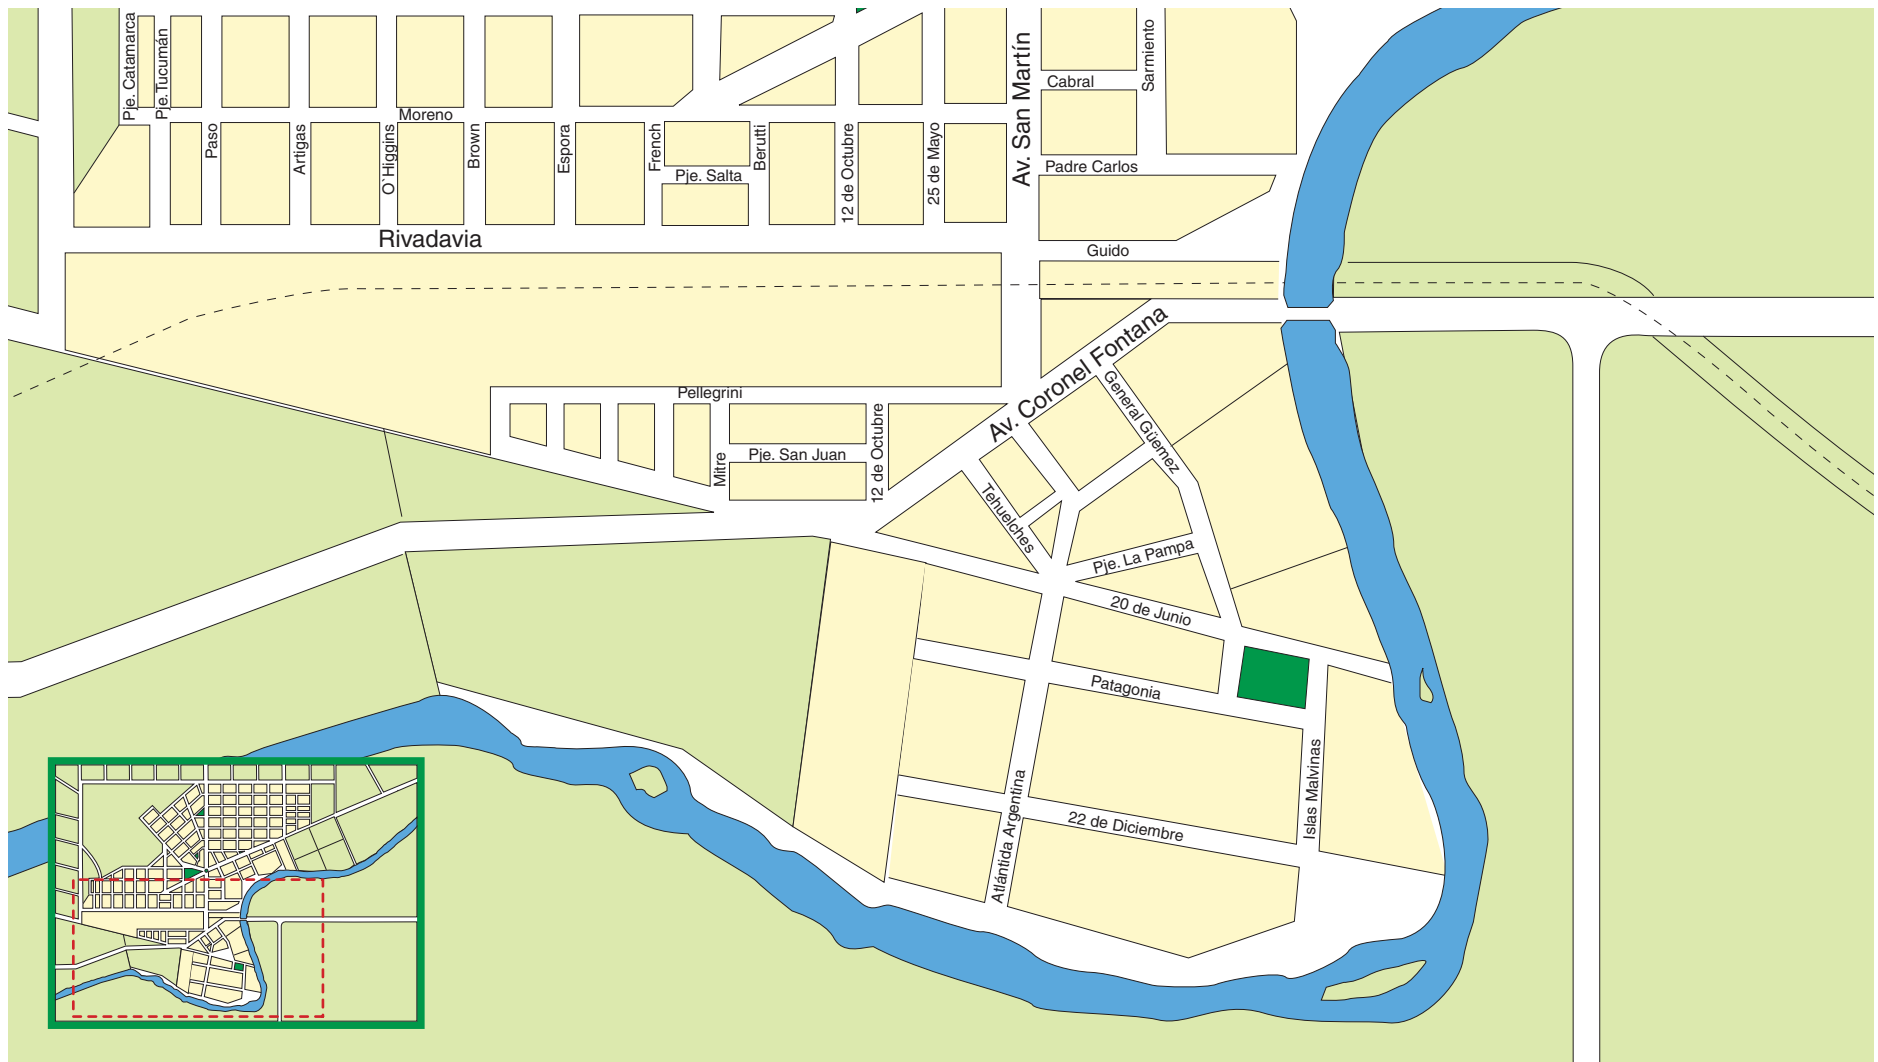 Pje. Catamarca
Pje.Tucumán
Av. San Martín
Sarmiento
Cabral
Moreno
Paso
Artigas
O`Higgins
Brown
Espora
French
Berutti
12 de Octubre
25 de Mayo
Pje. Salta
Padre Carlos
Rivadavia
Guido
Av. Coronel Fontana
General Güemez
Pellegrini
Mitre
Pje. San Juan
12 de Octubre
Tehuelches
Pje. La Pampa
20 de Junio
Patagonia
Islas Malvinas
Atlántida Argentina
22 de Diciembre